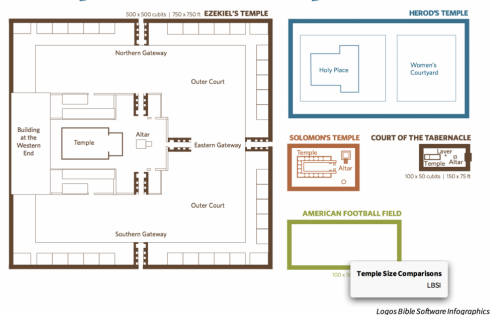 500 x 500 cubits | 750 x 750 ft EZEKIEL'S TEMPLE
Northern Gateway
Outer Court
Building
at the
Western
End
Temple
Altar
Eastern Gateway
Outer Court
Southern Gateway
HEROD'S TEMPLE
Holy Place
Women's
Courtyard
SOLOMON'S TEMPLE
Temple
Altar
COURT OF THE TABERNACLE
Laver
Temple Altar
100 x 50 cubits | 150 x 75 ft
AMERICAN FOOTBALL FIELD
Temple Size Comparisons
LBSI
Logos Bible Software Infographics